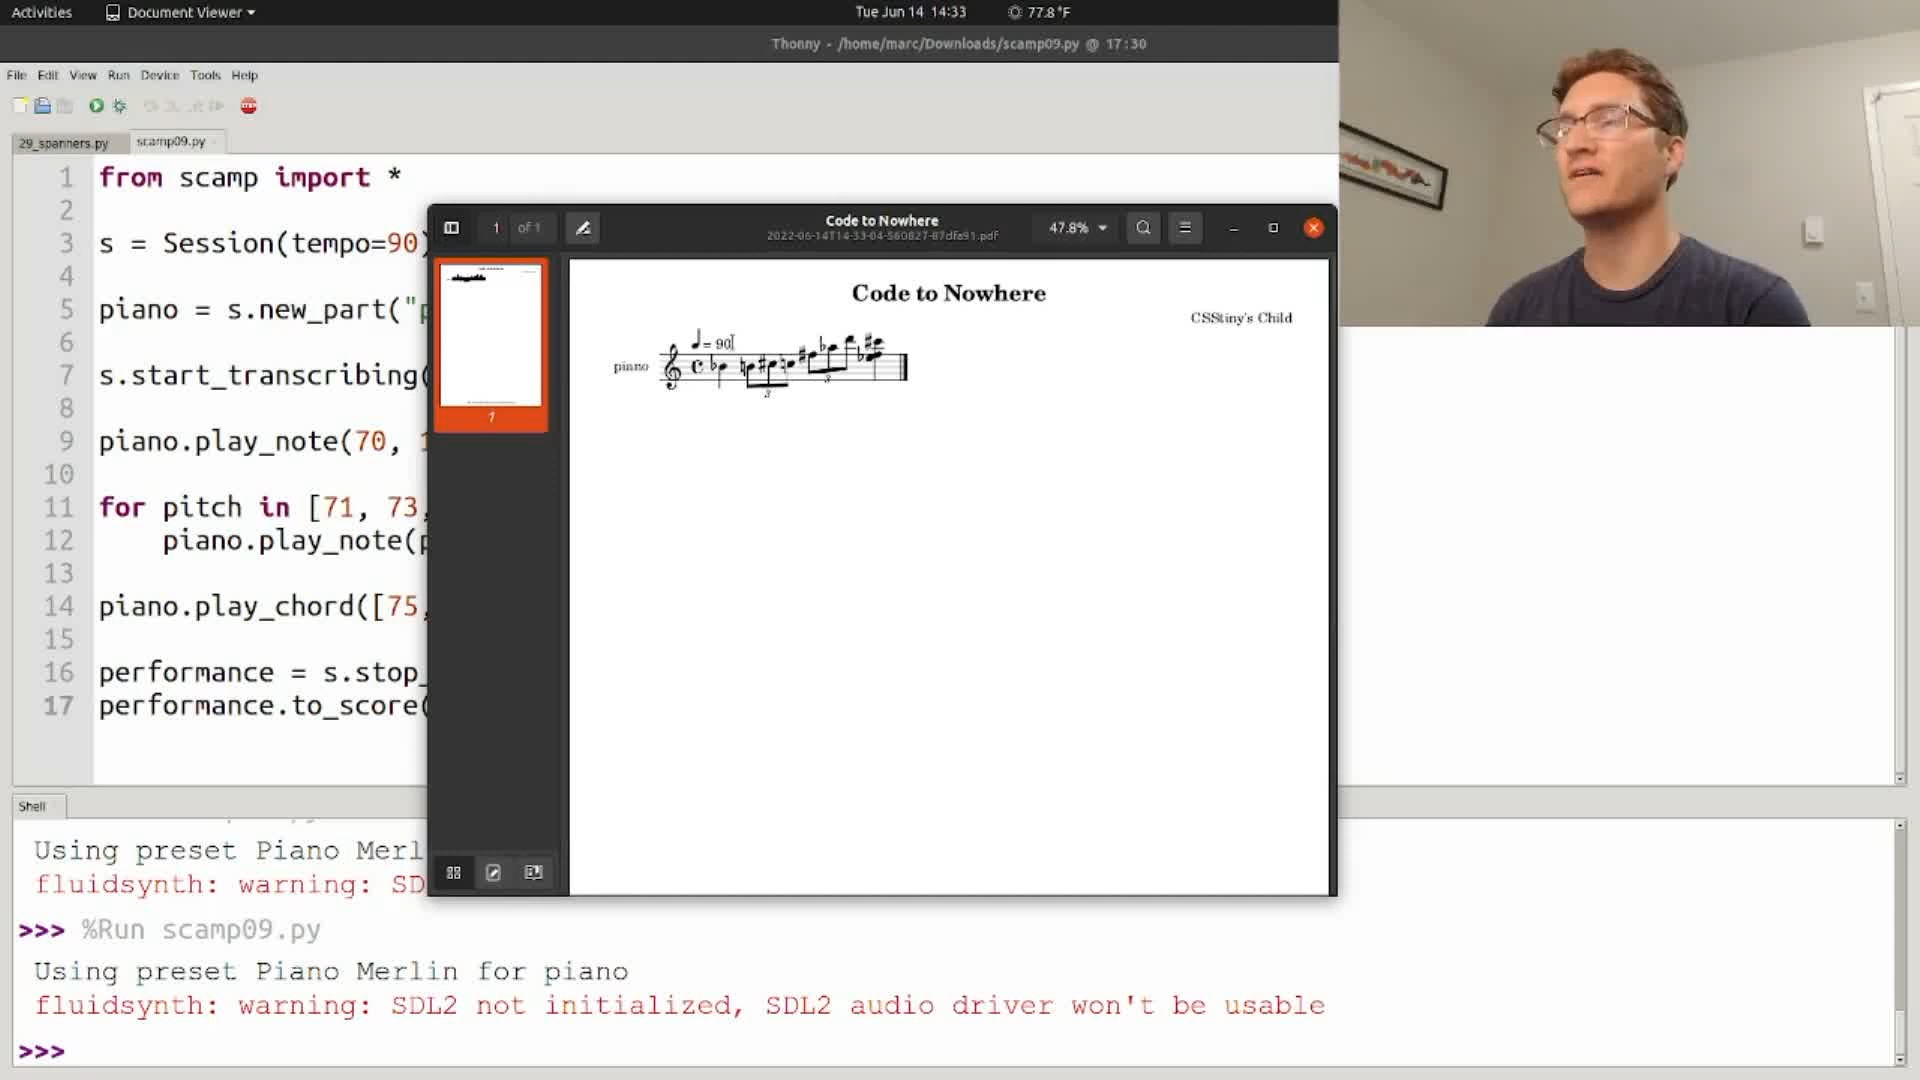 Activities Document Viewer Tue Jun 14 14:33 77.8°F
Thonny - /home/marc/Downloads/scamp09.py @ 17:30
File Edit View Run Device Tools Help
29_spanners.py scamp09.py
1 from scamp import *
2
3 s = Session(tempo=90)
4
5 piano = s.new_part("p
6
7 s.start_transcribing(
8
9 piano.play_note(70, 1
10
11 for pitch in [71, 73,
12 piano.play_note(p
13
14 piano.play_chord([75,
15
16 performance = s.stop_
17 performance.to_score(
1 of 1
Code to Nowhere
47.8%
1
Code to Nowhere
CSStiny's Child
= 90
piano
3
3
Shell
Using preset Piano Merl
fluidsynth: warning: SD
>>> %Run scamp09.py
Using preset Piano Merlin for piano
fluidsynth: warning: SDL2 not initialized, SDL2 audio driver won't be usable
>>>